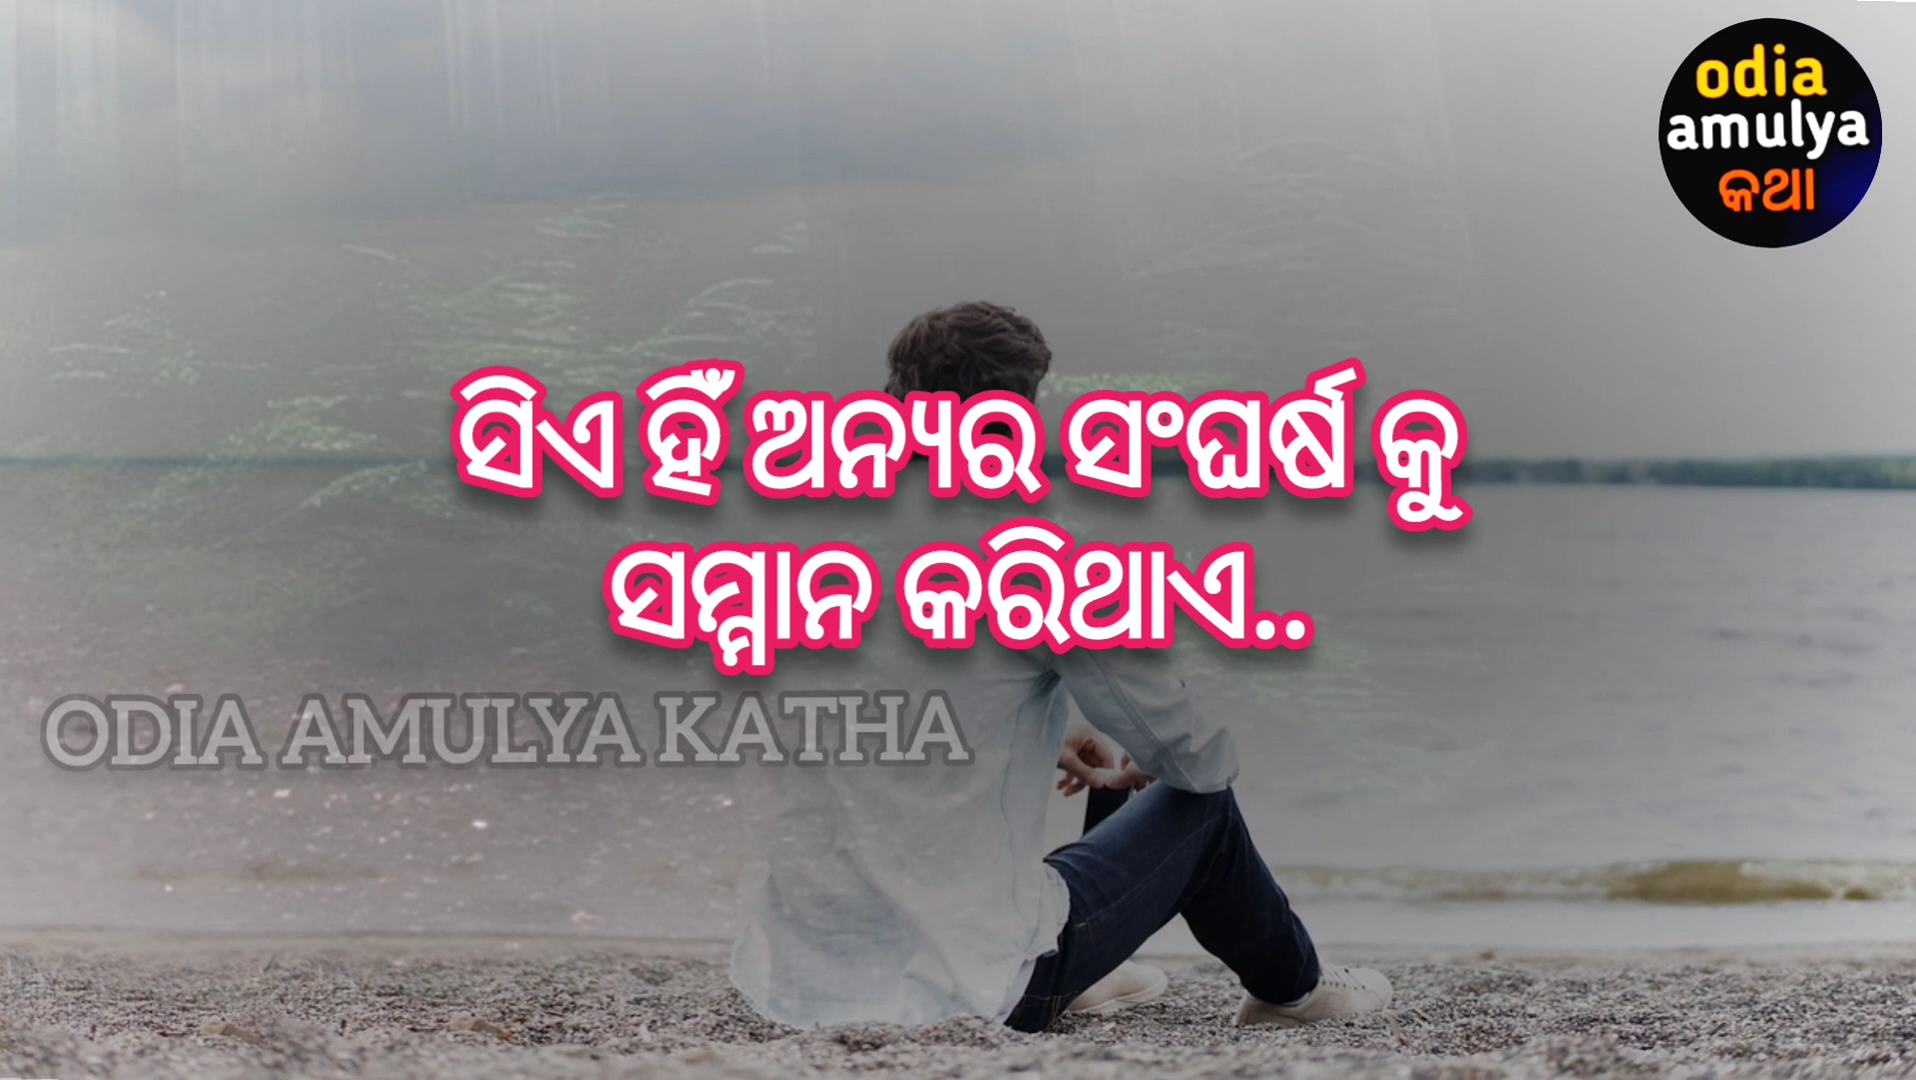 odia
amulya
କଥା
ସିଏ ହିଁ ଅନ୍ୟର ସଂଘର୍ଷ କୁ
ସମ୍ମାନ କରିଥାଏ..
ODIA AMULYA KATHA